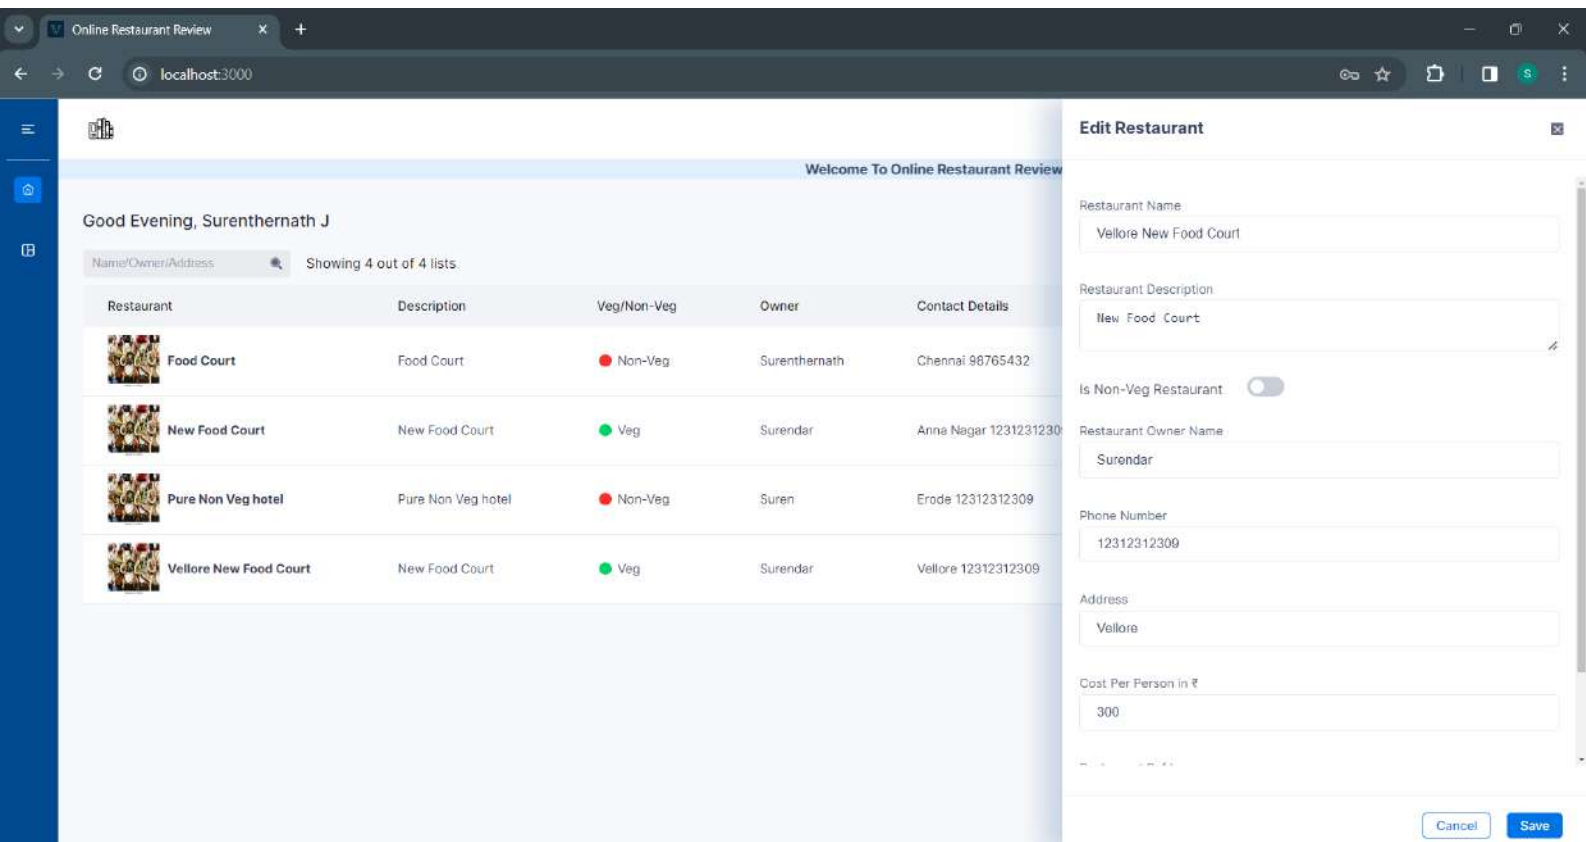 Online Restaurant Review
localhost:3000
S
Edit Restaurant
Welcome To Online Restaurant Review
Good Evening, Surenthernath J
Name/Owner/Address
Showing 4 out of 4 lists
Restaurant Description Veg/Non-Veg Owner Contact Details
Food Court Food Court Non-Veg Surenthernath Chennai 98765432
New Food Court New Food Court Veg Surendar Anna Nagar 1231231230
Pure Non Veg hotel Pure Non Veg hotel Non-Veg Suren Erode 12312312309
Vellore New Food Court New Food Court Veg Surendar Vellore 12312312309
Restaurant Name
Vellore New Food Court
Restaurant Description
New Food Court
Is Non-Veg Restaurant
Restaurant Owner Name
Surendar
Phone Number
12312312309
Address
Vellore
Cost Per Person in ₹
300
Cancel Save